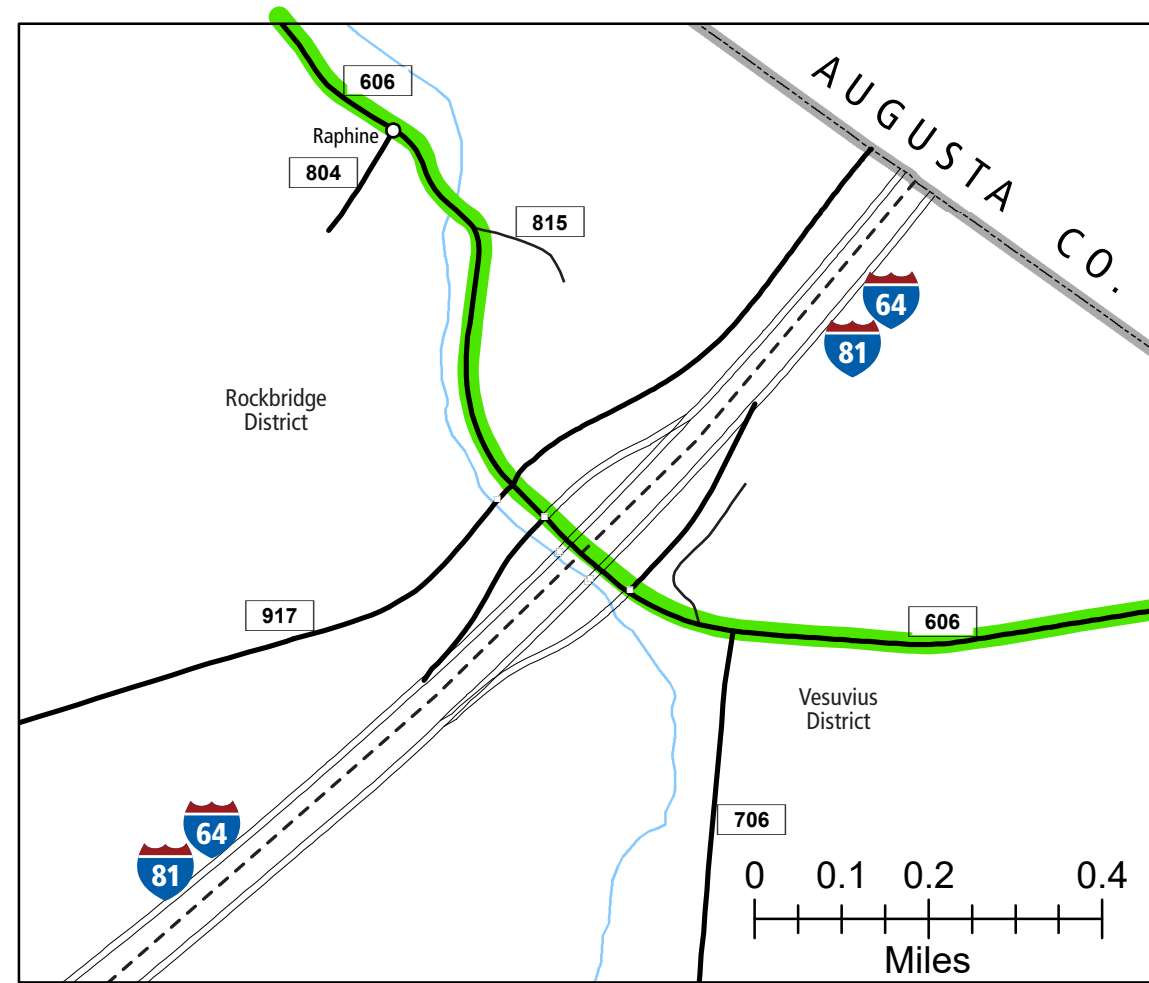 606
Raphine
804
815
AUGUSTA CO.
64
81
Rockbridge
District
917
606
Vesuvius
District
64
81
706
0 0.1 0.2 0.4
Miles